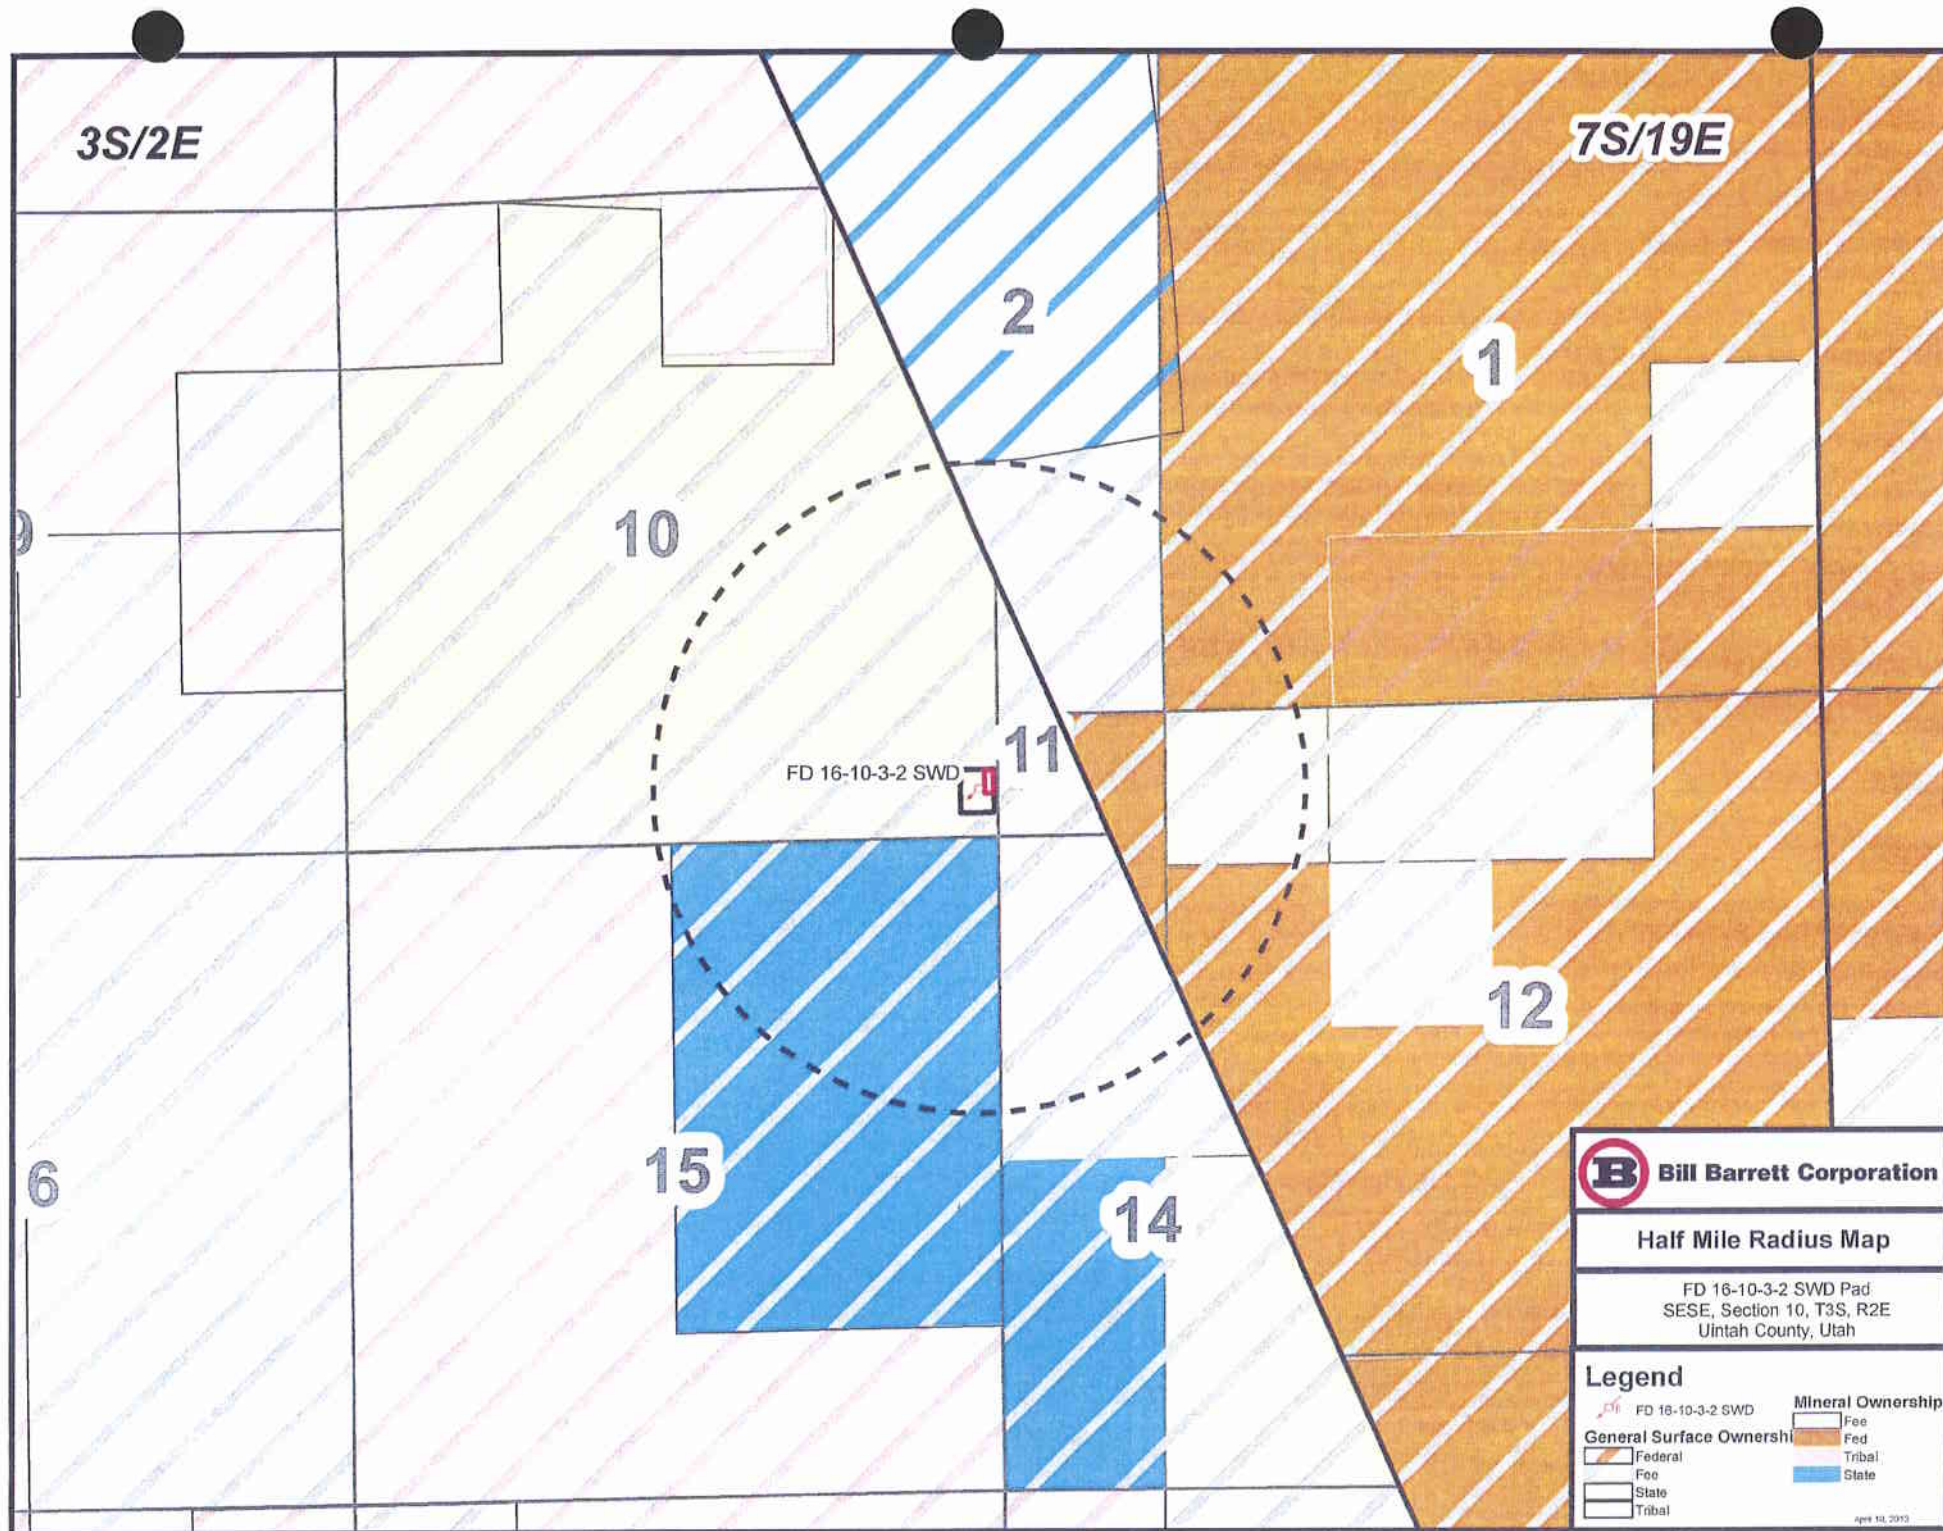 3S/2E
7S/19E
2
1
9
10
11
FD 16-10-3-2 SWD
12
6
15
14
B Bill Barrett Corporation
Half Mile Radius Map
FD 16-10-3-2 SWD Pad
SESE, Section 10, T3S, R2E
Uintah County, Utah
Legend
FD 16-10-3-2 SWD
General Surface Ownershi
Federal
Fee
State
Tribal
Mineral Ownership
Fee
Fed
Tribal
State
April 10, 2013